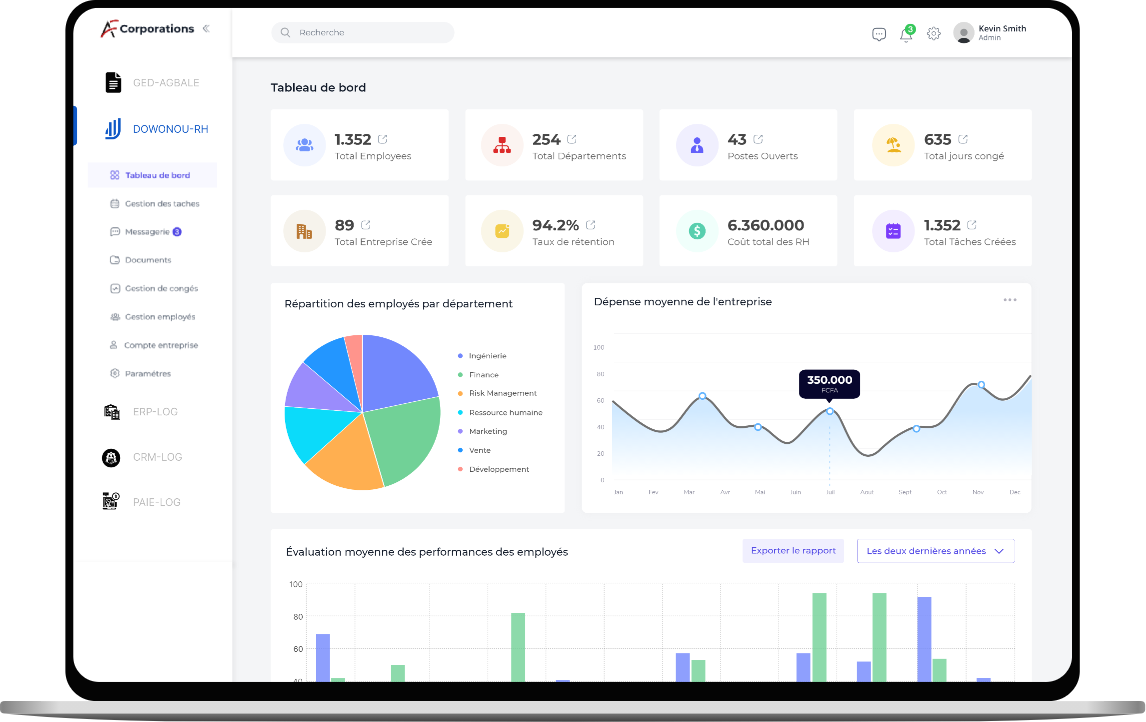 AF Corporations
Recherche
3
Kevin Smith
Admin
GED-AGBALE
DOWONOU-RH
Tableau de bord
Gestion des taches
Messagerie 3
Documents
Gestion de congés
Gestion employés
Compte entreprise
Paramètres
ERP-LOG
CRM-LOG
PAIE-LOG
Tableau de bord
1.352
Total Employees
254
Total Départements
43
Postes Ouverts
635
Total jours congé
89
Total Entreprise Crée
94.2%
Taux de rétention
6.360.000
Coût total des RH
1.352
Total Tâches Créées
Répartition des employés par département
Ingénierie
Finance
Risk Management
Ressource humaine
Marketing
Vente
Développement
Dépense moyenne de l'entreprise
100
80
60
40
20
0
350.000
FCFA
Jan Fev Mar Avr Mai Juin Juil Aout Sept Oct Nov Dec
Évaluation moyenne des performances des employés
Exporter le rapport
Les deux dernières années
100
80
60
40